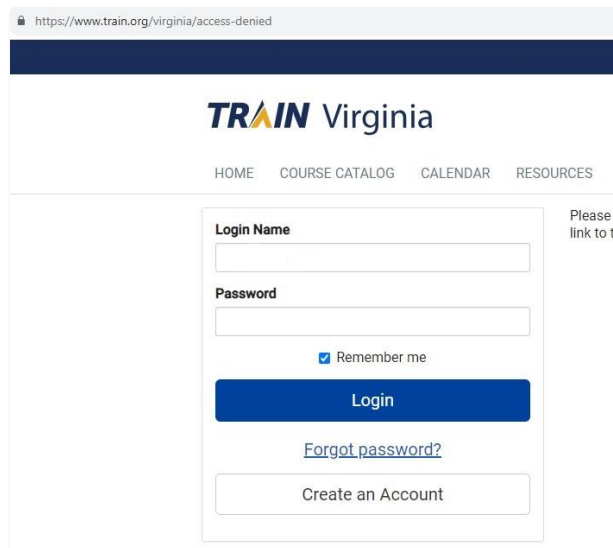 https://www.train.org/virginia/access-denied
TRAIN Virginia
HOME COURSE CATALOG CALENDAR RESOURCES
Login Name
Password
Remember me
Login
Forgot password?
Create an Account
Please
link to t